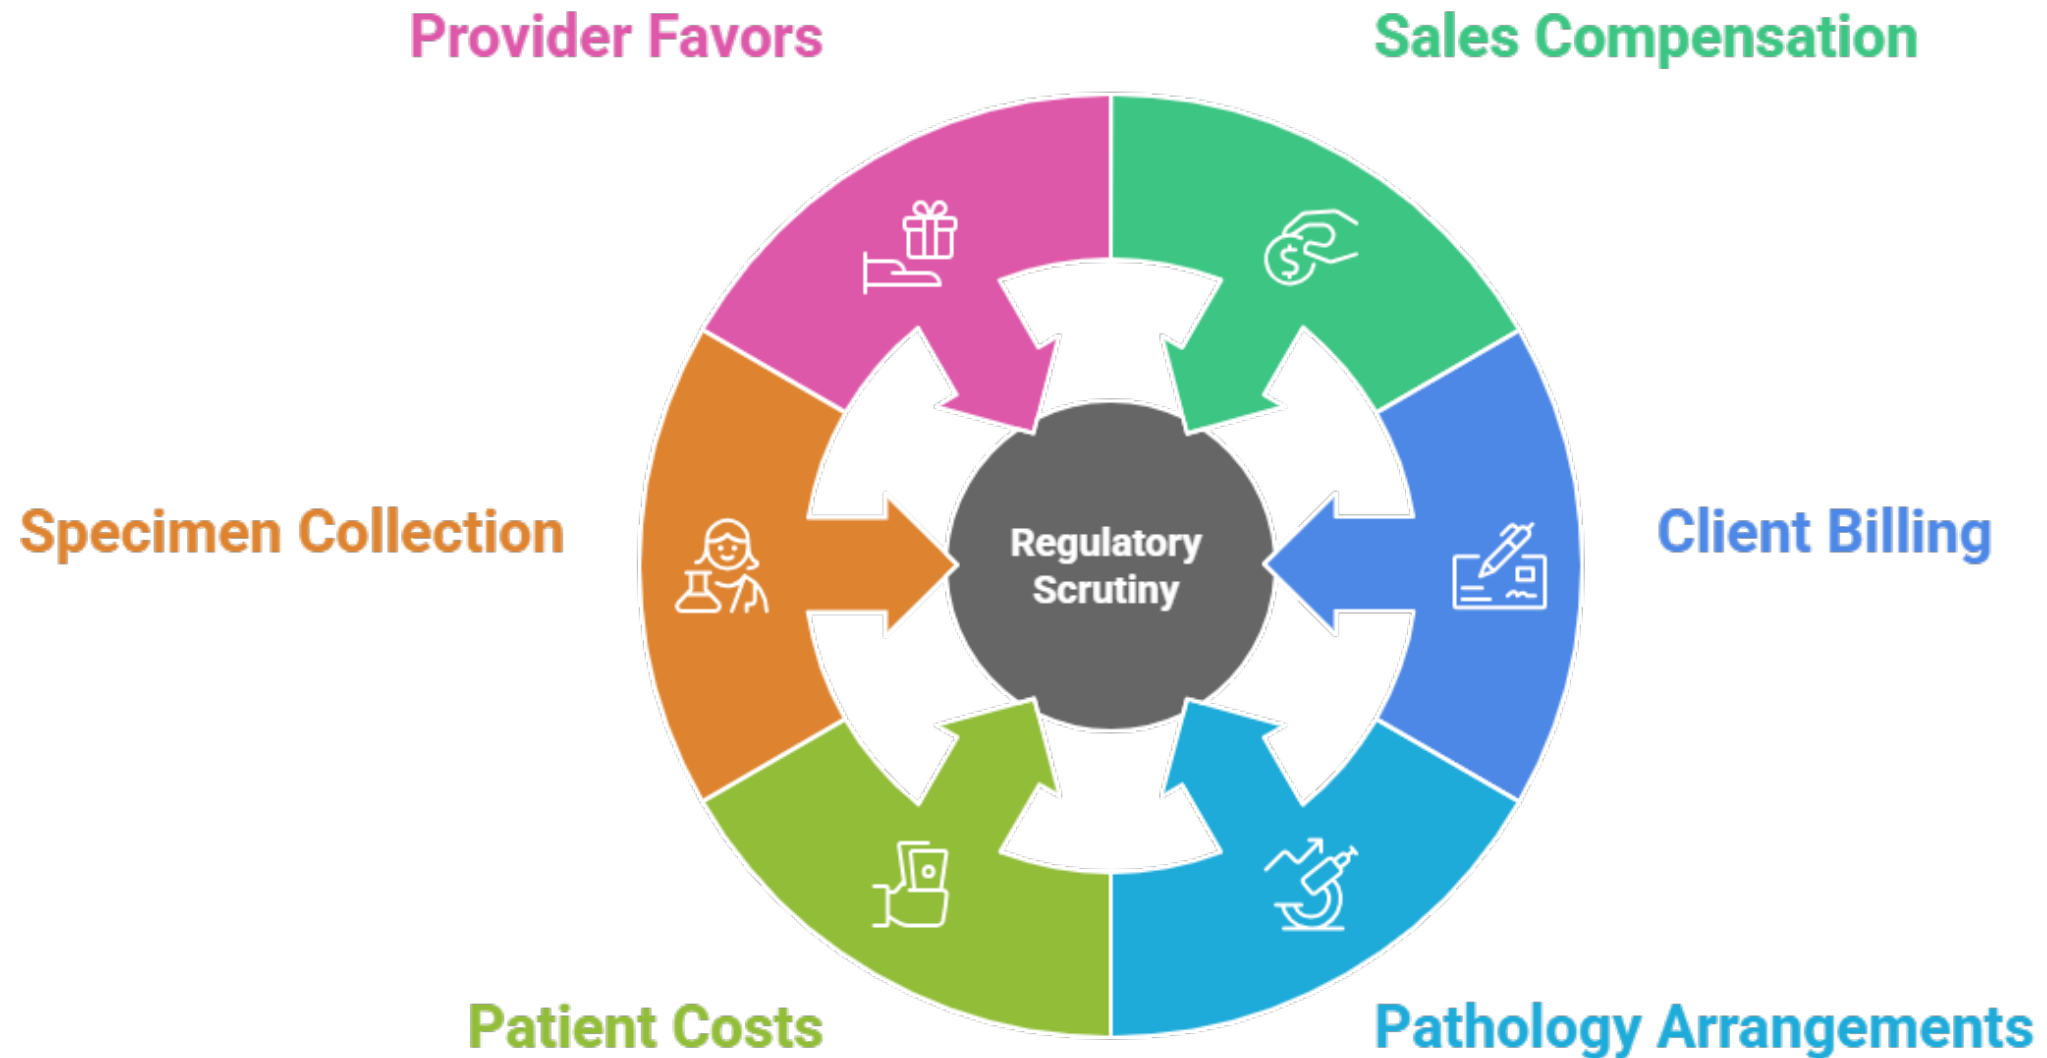 Provider Favors
Sales Compensation
Specimen Collection
Regulatory
Scrutiny
Client Billing
Patient Costs
Pathology Arrangements